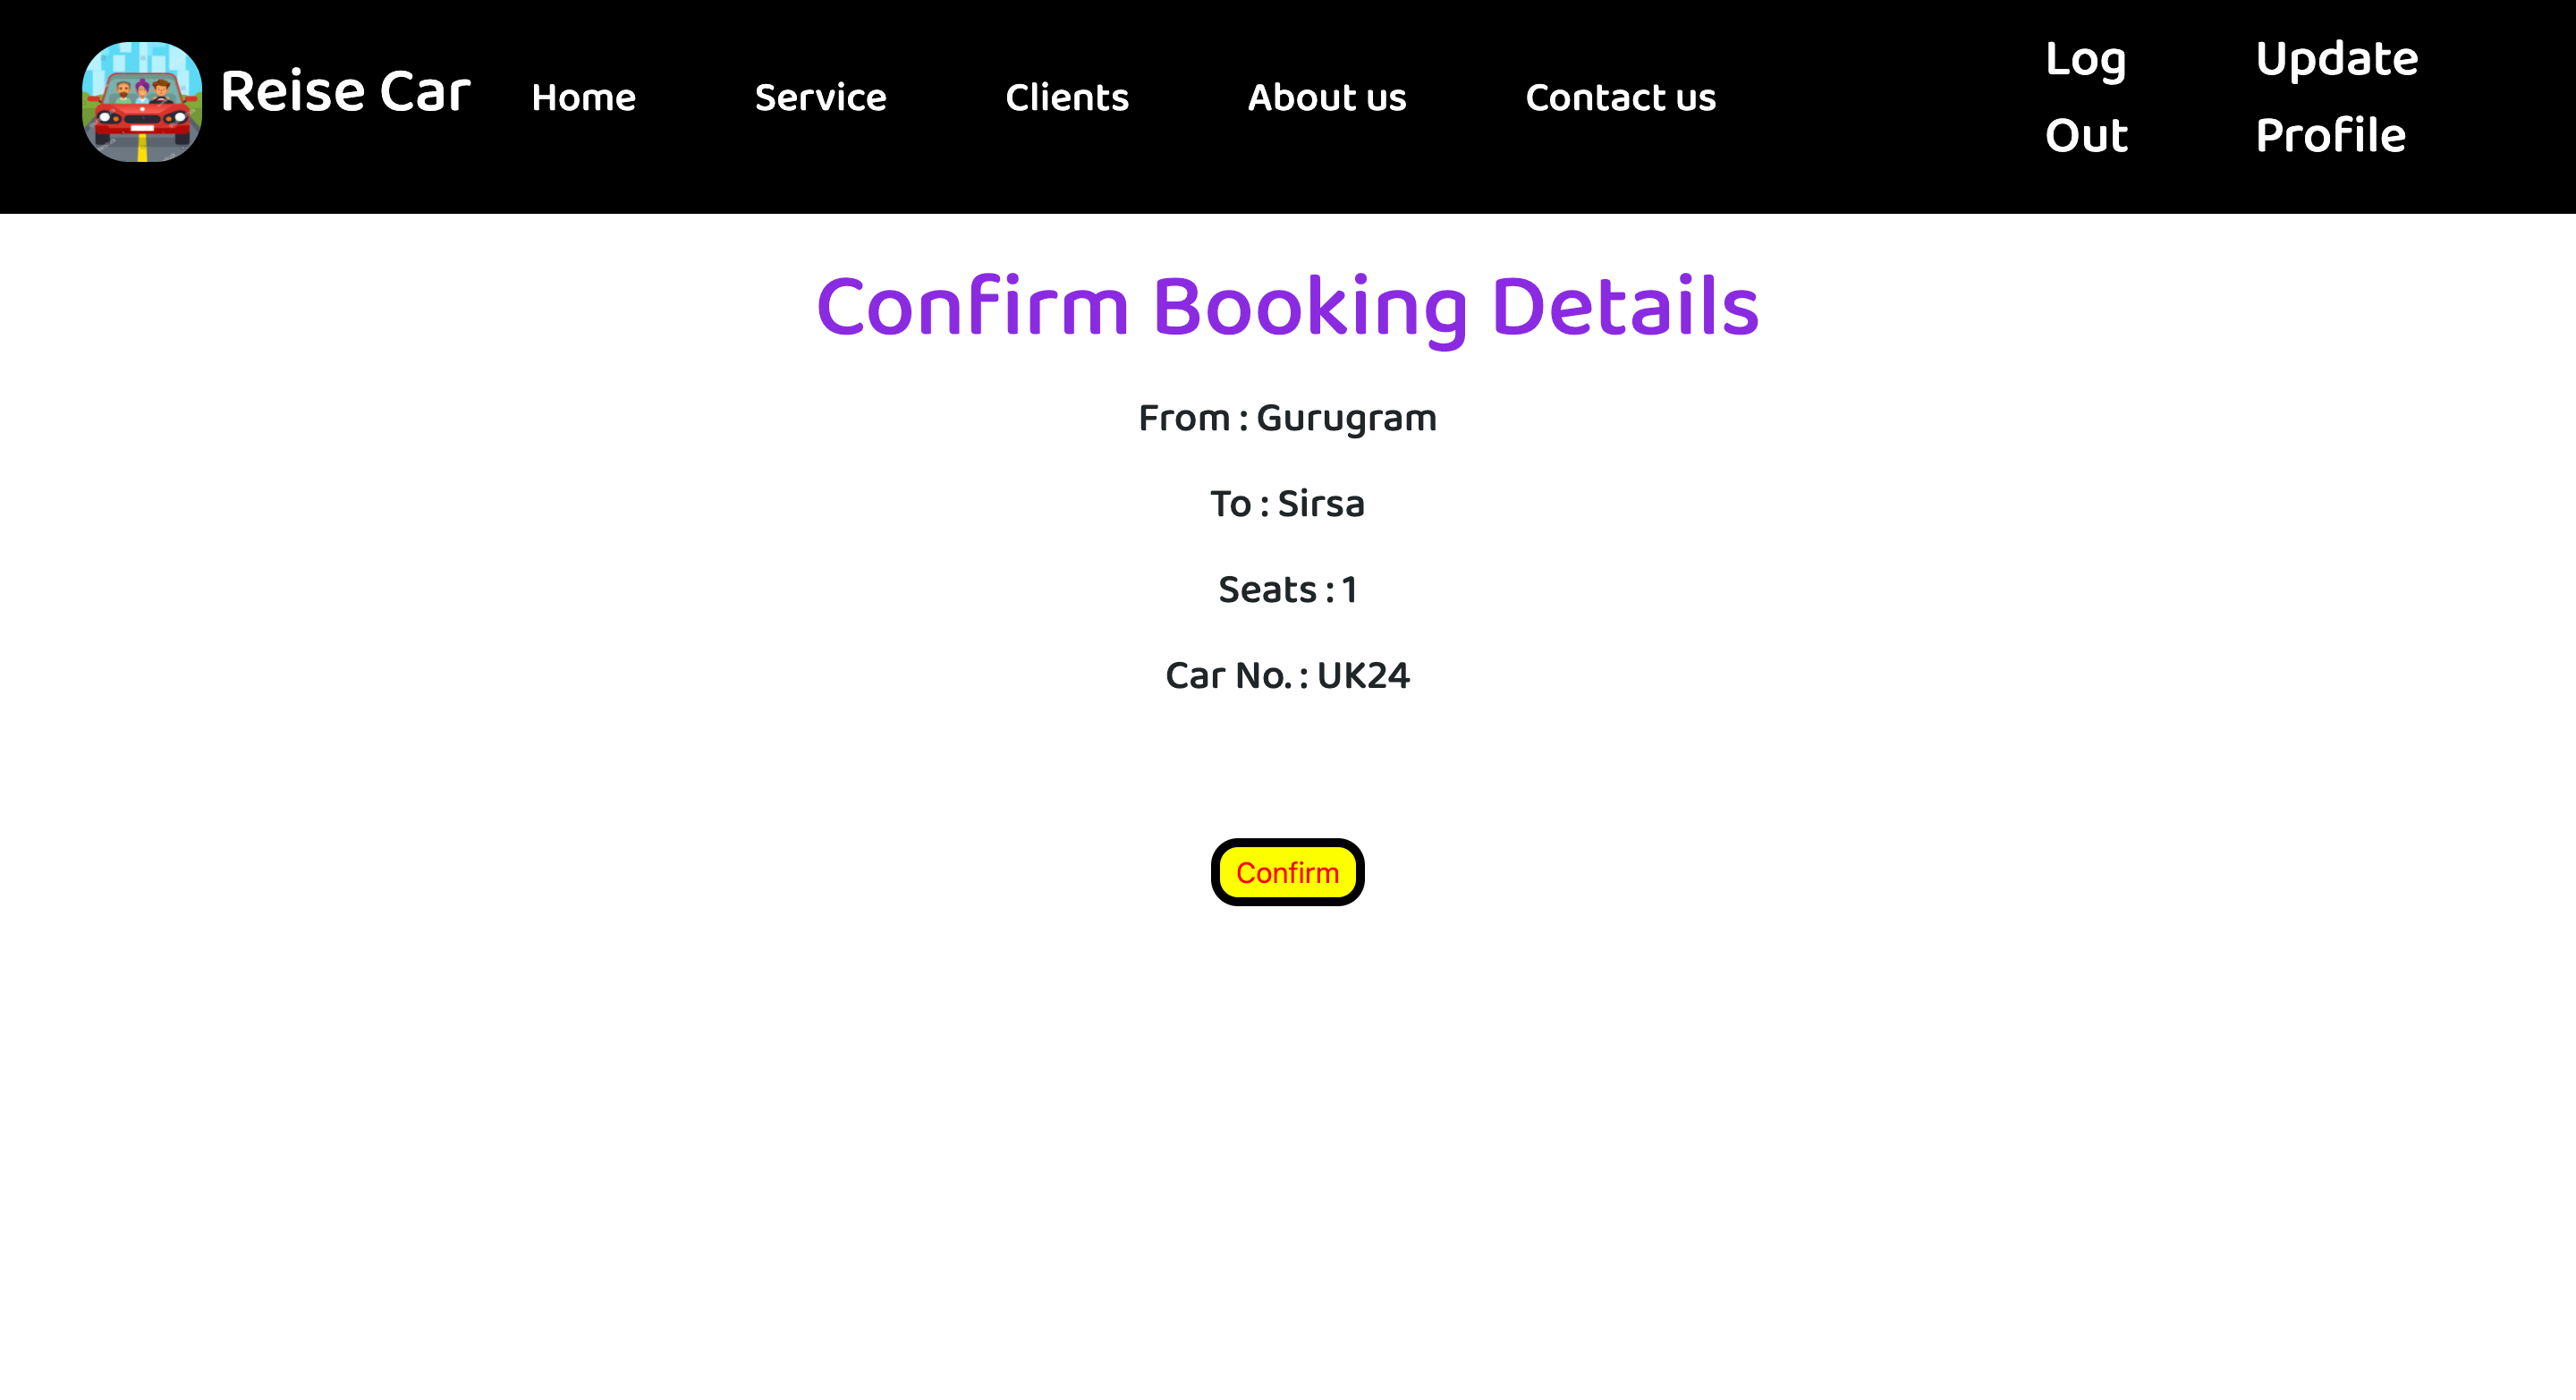 Reise Car
Home
Service
Clients
About us
Contact us
Log
Out
Update
Profile
Confirm Booking Details
From : Gurugram
To : Sirsa
Seats : 1
Car No. : UK24
Confirm